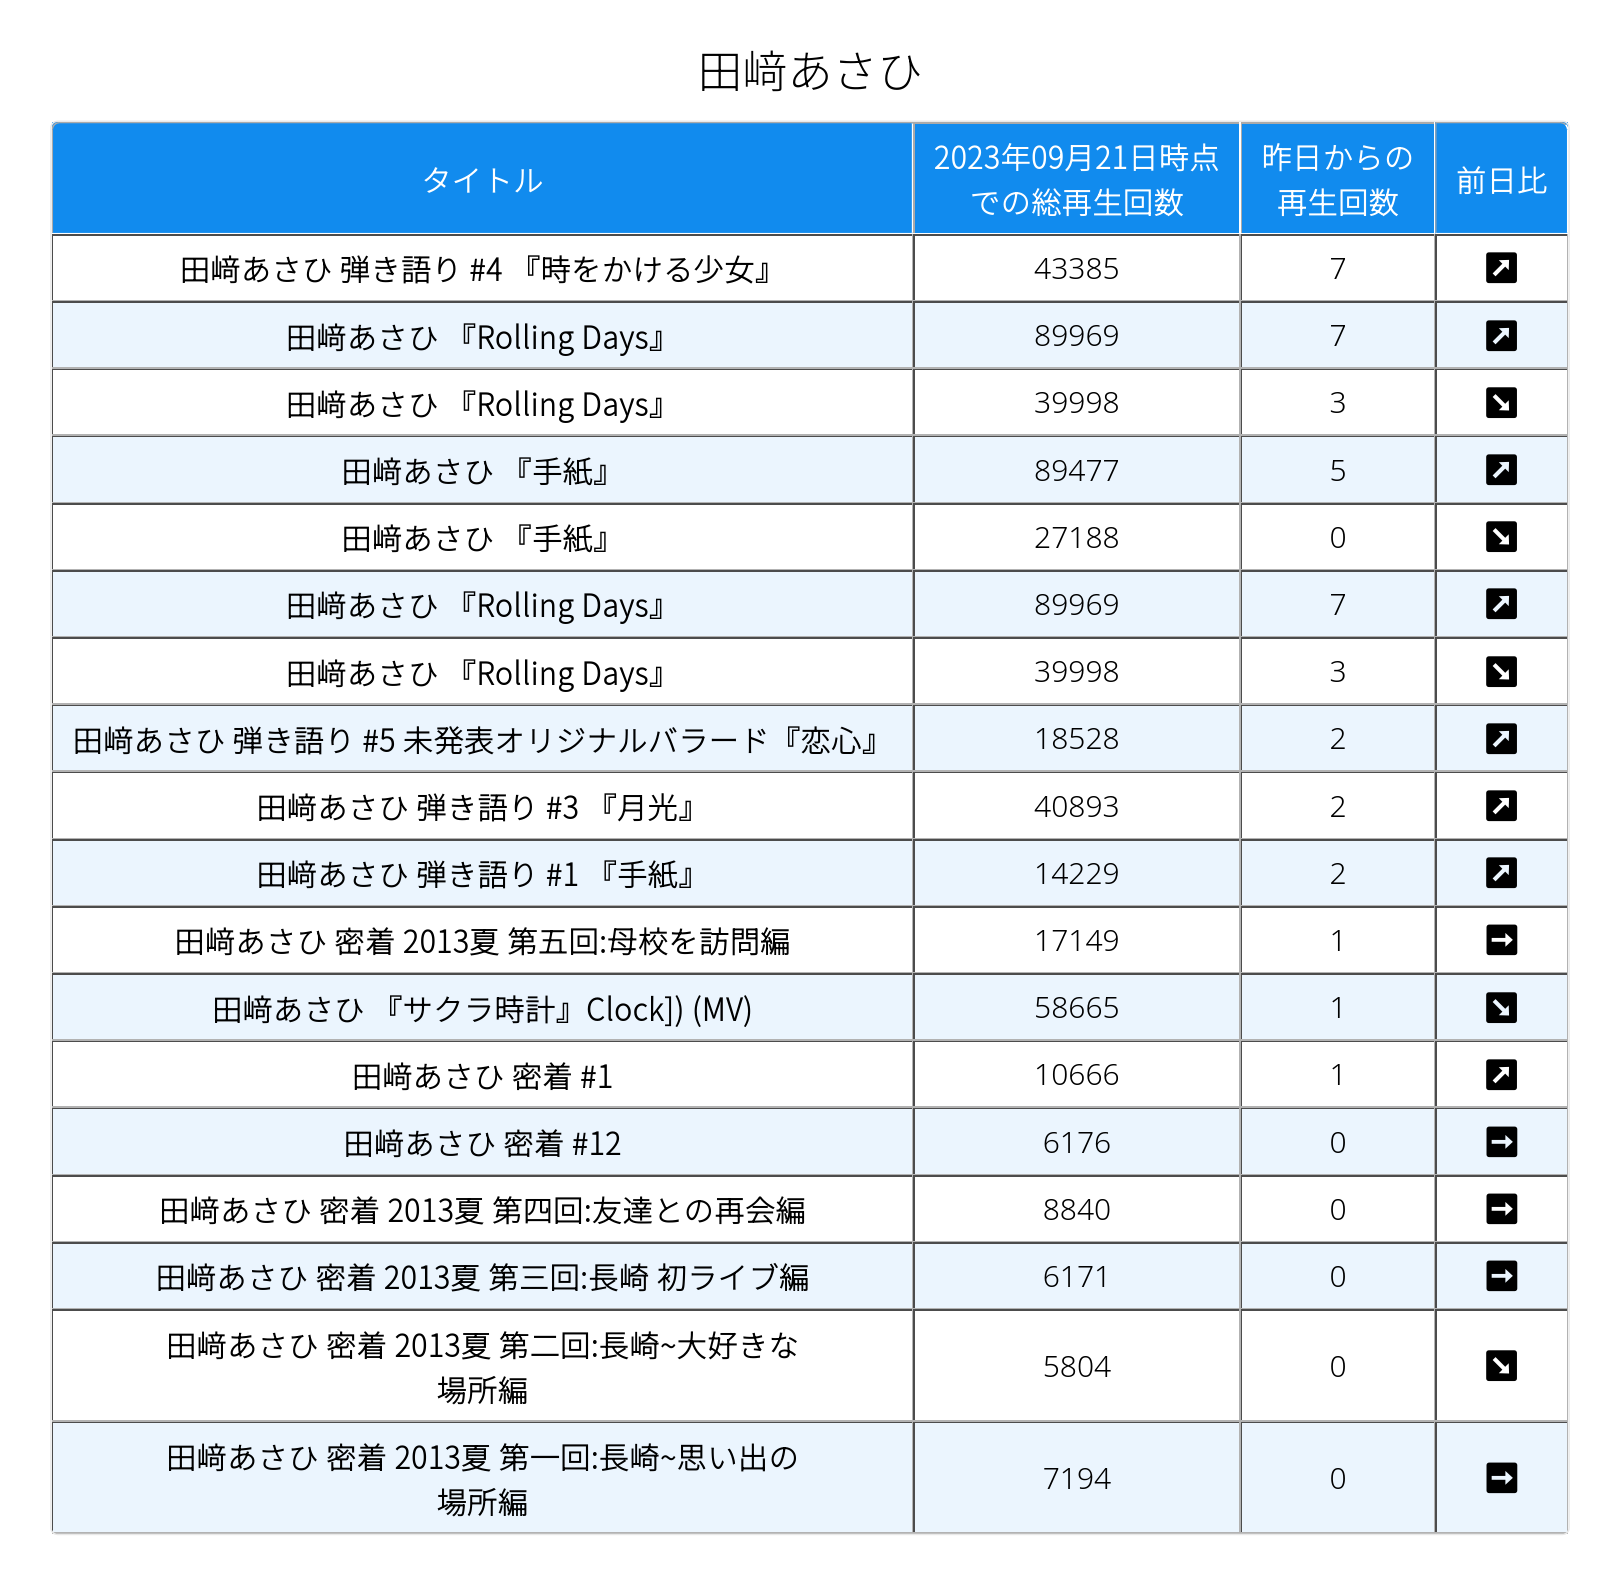 田﨑あさひ
タイトル
2023年09月21日時点
での総再生回数
昨日からの
再生回数
前日比
田﨑あさひ 弾き語り #4 『時をかける少女』 43385 7 ↗
田﨑あさひ 『Rolling Days』 89969 7 ↗
田﨑あさひ 『Rolling Days』 39998 3 ↘
田﨑あさひ 『手紙』 89477 5 ↗
田﨑あさひ 『手紙』 27188 0 ↘
田﨑あさひ 『Rolling Days』 89969 7 ↗
田﨑あさひ 『Rolling Days』 39998 3 ↘
田﨑あさひ 弾き語り #5 未発表オリジナルバラード『恋心』 18528 2 ↗
田﨑あさひ 弾き語り #3 『月光』 40893 2 ↗
田﨑あさひ 弾き語り #1 『手紙』 14229 2 ↗
田﨑あさひ 密着 2013夏 第五回:母校を訪問編 17149 1 →
田﨑あさひ 『サクラ時計』Clock]) (MV) 58665 1 ↘
田﨑あさひ 密着 #1 10666 1 ↗
田﨑あさひ 密着 #12 6176 0 →
田﨑あさひ 密着 2013夏 第四回:友達との再会編 8840 0 →
田﨑あさひ 密着 2013夏 第三回:長崎 初ライブ編 6171 0 →
田﨑あさひ 密着 2013夏 第二回:長崎~大好きな
場所編 5804 0 ↘
田﨑あさひ 密着 2013夏 第一回:長崎~思い出の
場所編 7194 0 →